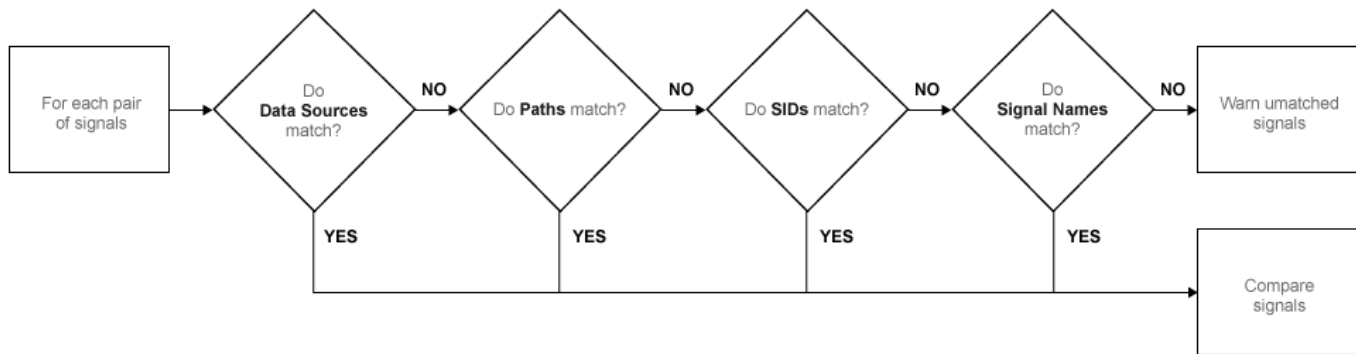 For each pair
of signals
Do
Data Sources
match?
NO
YES
Do Paths match?
NO
YES
Do SIDs match?
NO
YES
Do
Signal Names
match?
NO
YES
Warn umatched
signals
Compare
signals